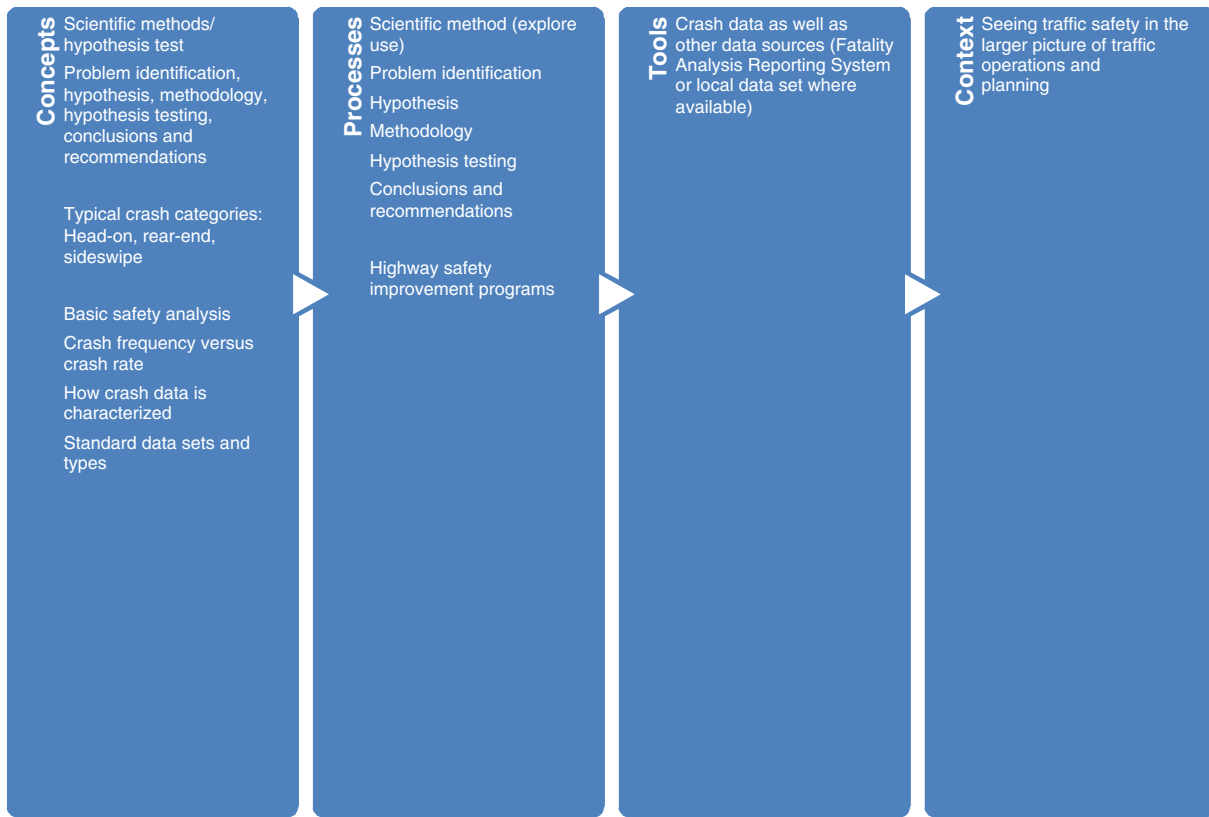 Concepts
Scientific methods/
hypothesis test
Problem identification,
hypothesis, methodology,
hypothesis testing,
conclusions and
recommendations
Typical crash categories:
Head-on, rear-end,
sideswipe
Basic safety analysis
Crash frequency versus
crash rate
How crash data is
characterized
Standard data sets and
types
Processes
Scientific method (explore
use)
Problem identification
Hypothesis
Methodology
Hypothesis testing
Conclusions and
recommendations
Highway safety
improvement programs
Tools
Crash data as well as
other data sources (Fatality
Analysis Reporting System
or local data set where
available)
Context
Seeing traffic safety in the
larger picture of traffic
operations and
planning